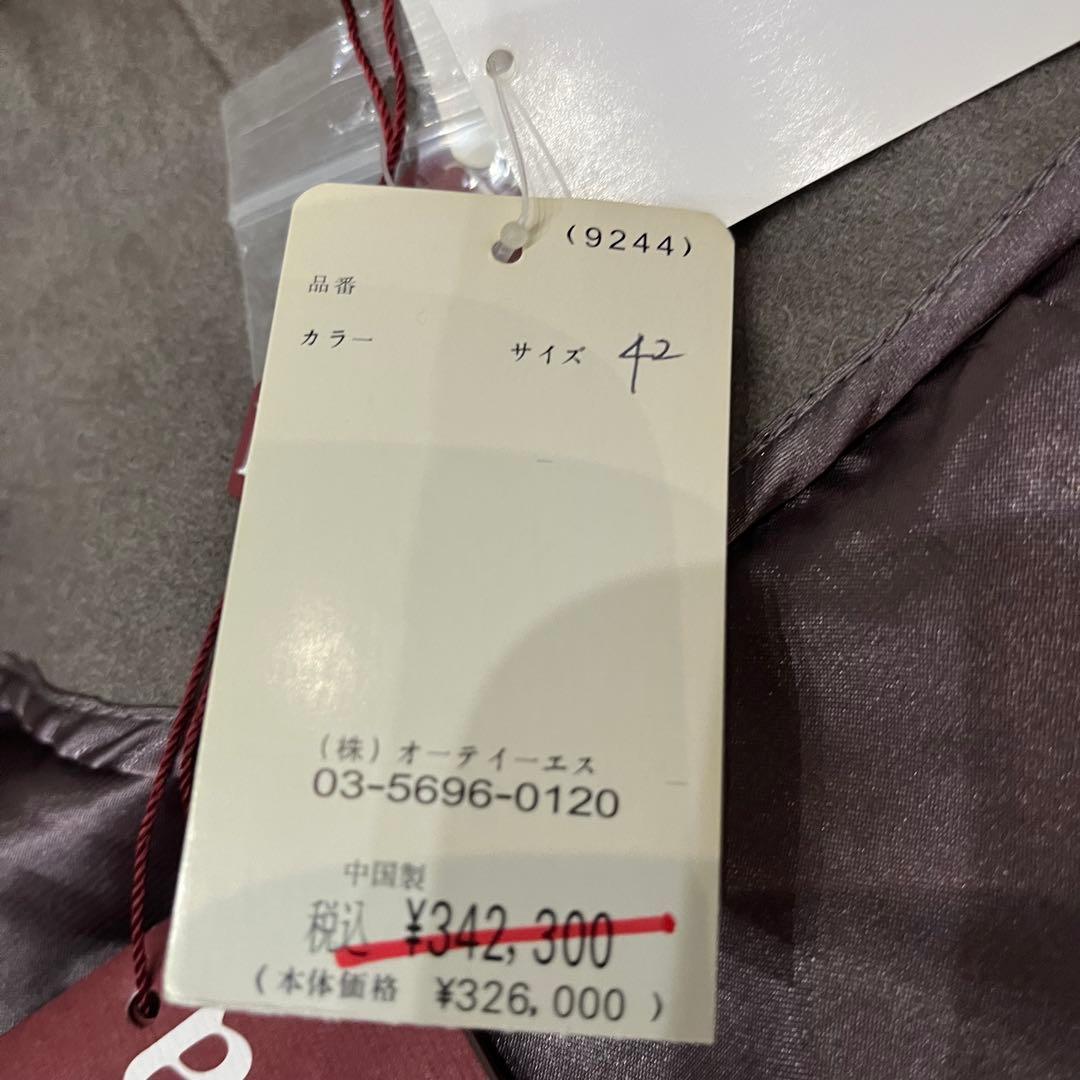 (9244)
品番
カラー サイズ 42
(株)オーテイーエス
03-5696-0120
中国製
税込 ¥342,300
(本体価格 ¥326,000)